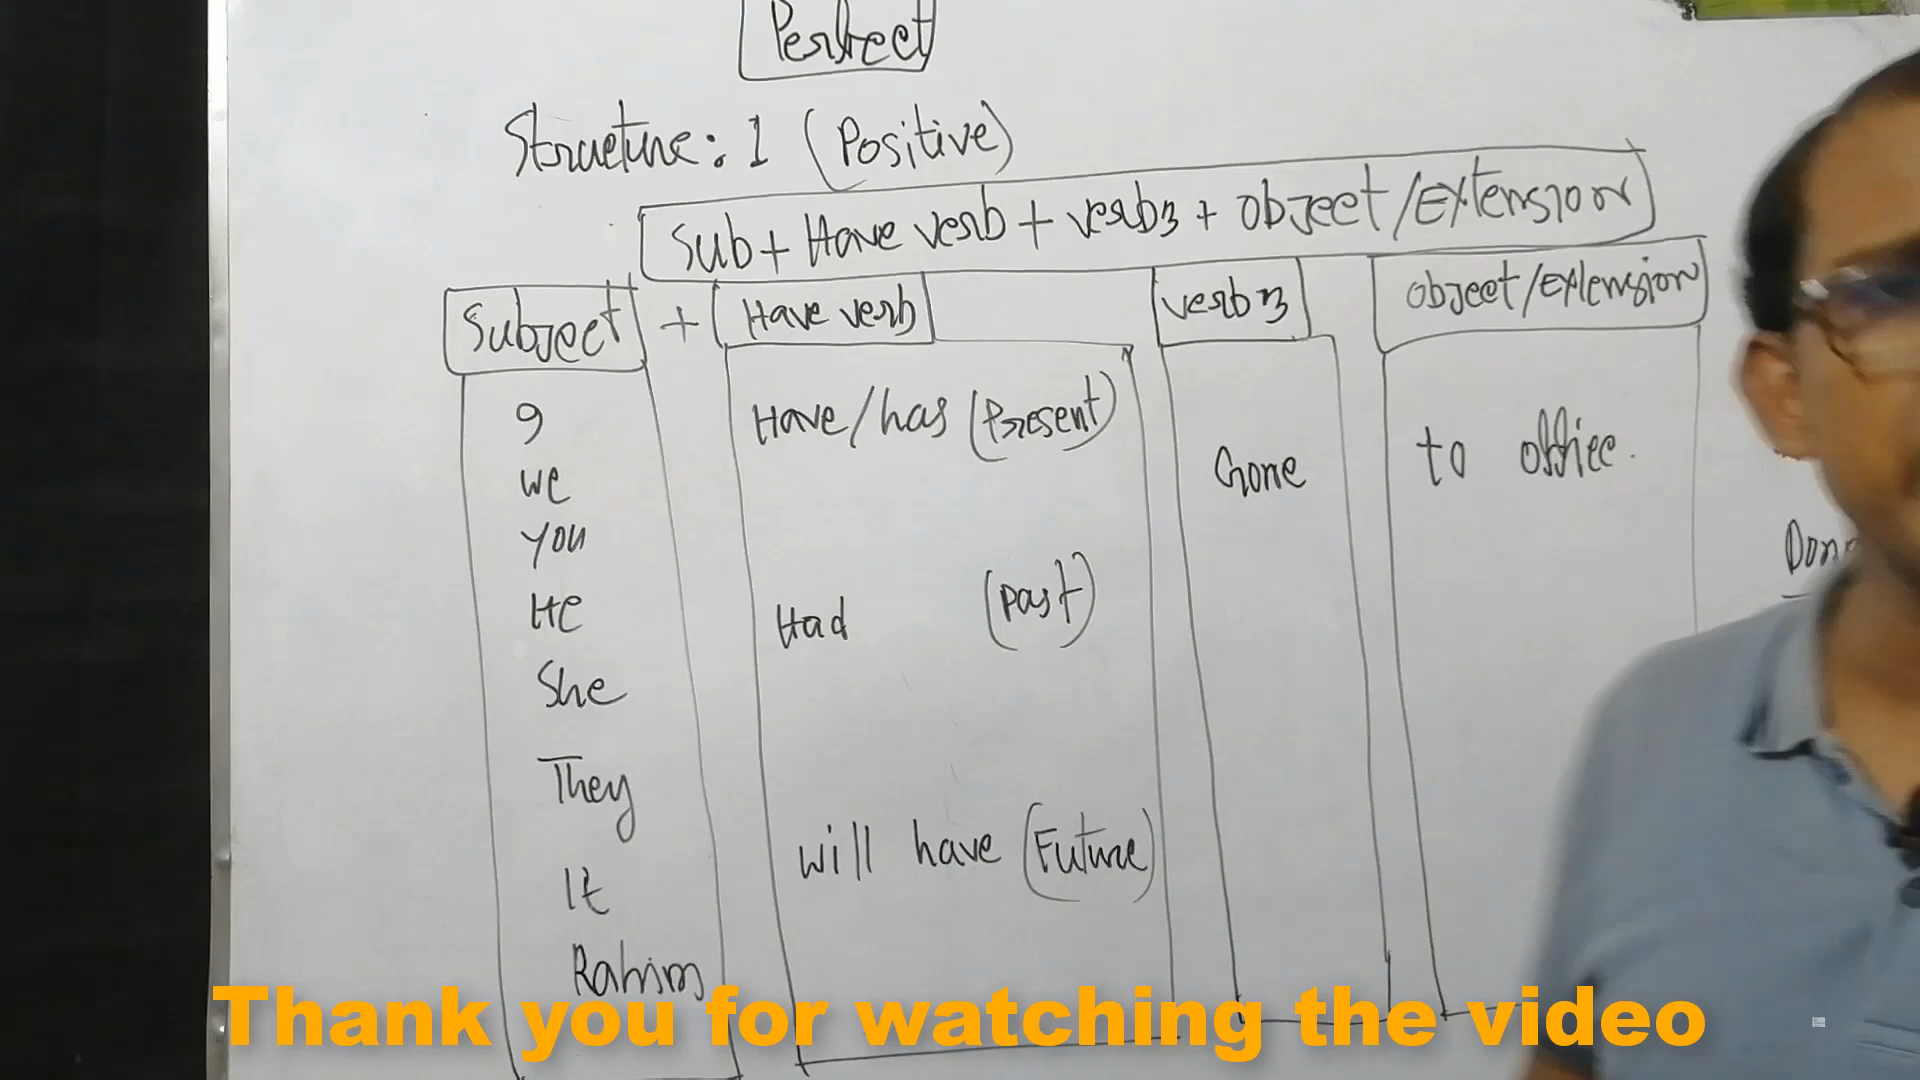 Perfect
Structure: 1 (Positive)
Sub + Have verb + verb3 + object/Extension
Subject + Have verb verb3 object/Extension
I Have/has (Present) Gone to office.
we
you
He Had (past)
She
They
will have (Future)
It
Rahim
Thank you for watching the video